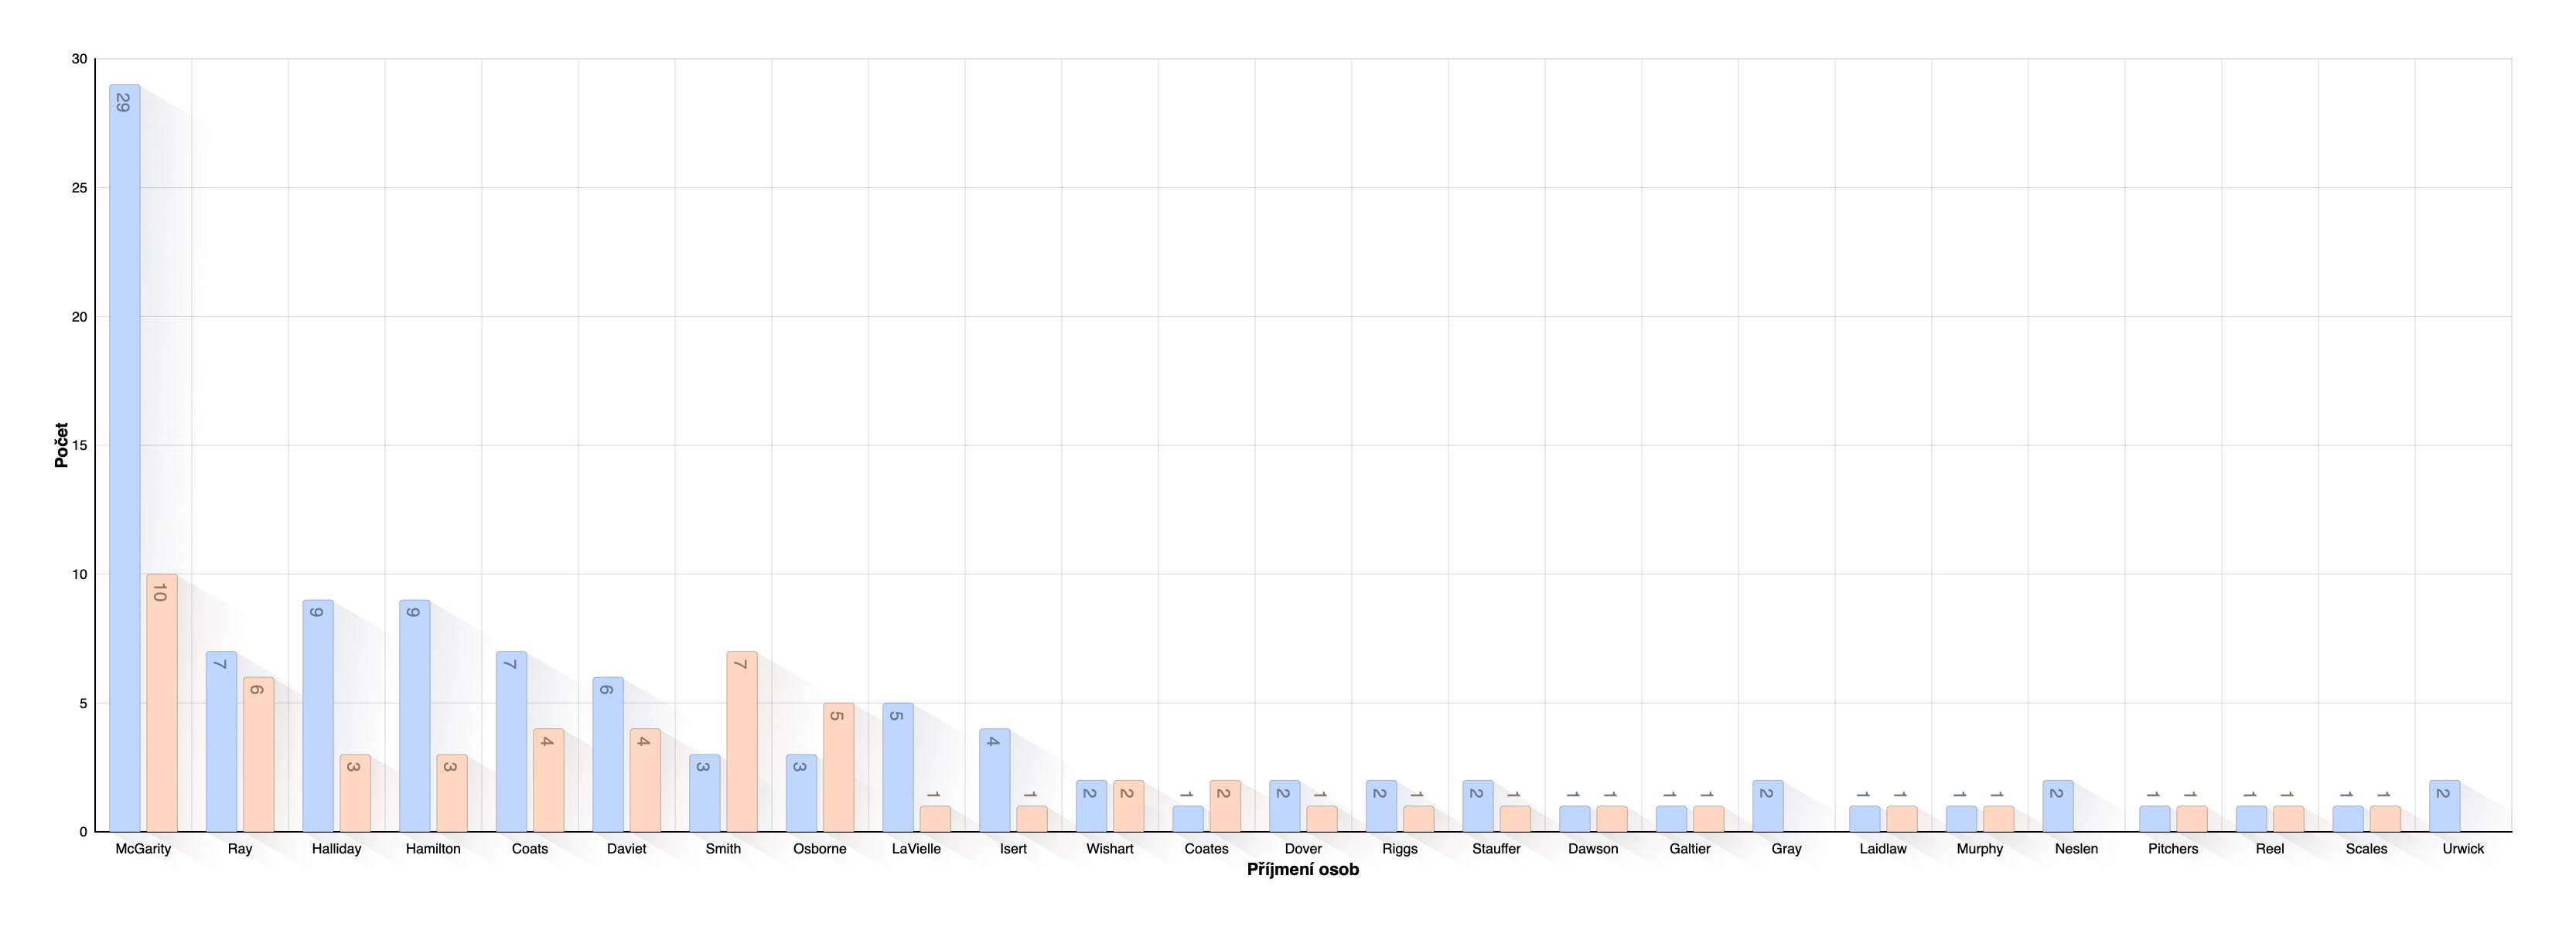 30
25
20
15
10
5
0
Počet
29 10 7 6 9 3 9 3 7 4 6 4 3 7 3 5 5 1 4 1 2 2 1 2 2 1 2 1 2 1 1 1 1 1 2 1 1 1 1 2 1 1 1 1 1 1 2
McGarity Ray Halliday Hamilton Coats Daviet Smith Osborne LaVielle Isert Wishart Coates Dover Riggs Stauffer Dawson Galtier Gray Laidlaw Murphy Neslen Pitchers Reel Scales Urwick
Příjmení osob